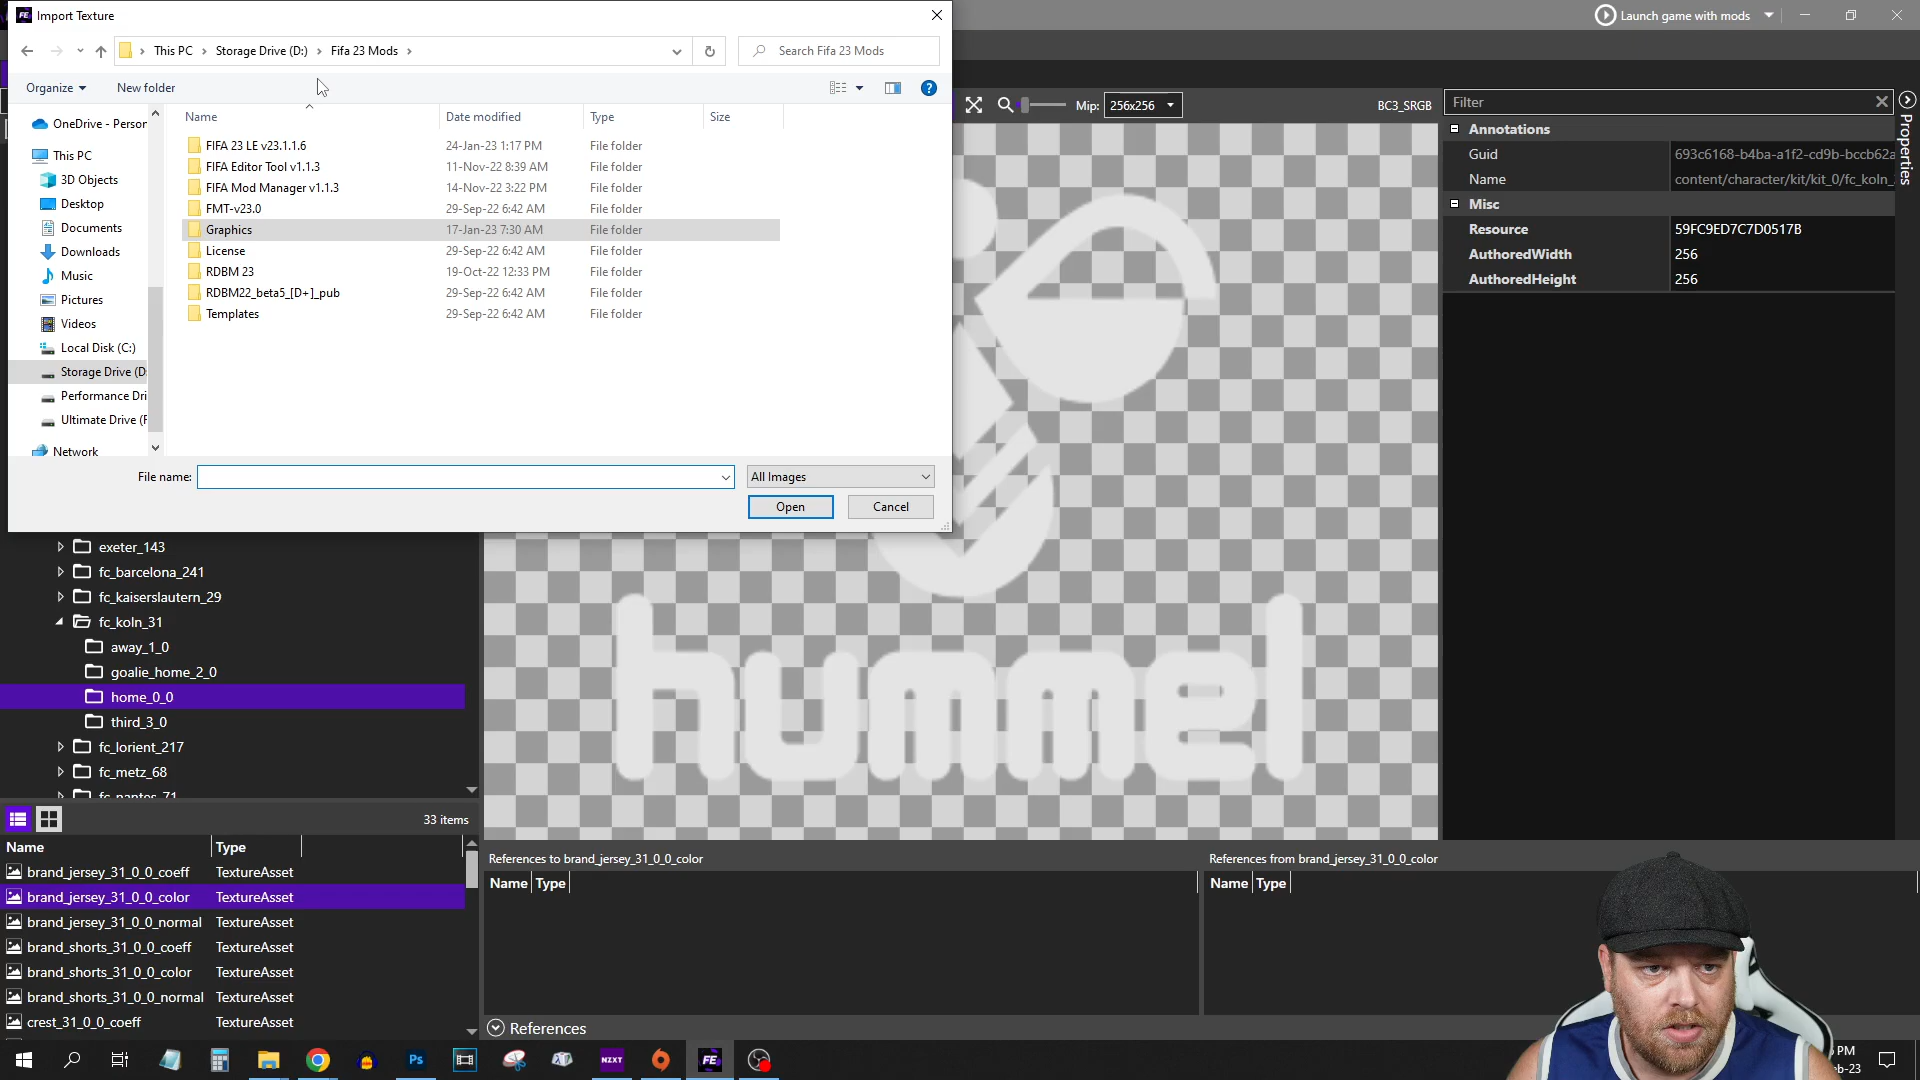 Import Texture
Launch game with mods
This PC
Storage Drive (D:)
Fifa 23 Mods
Search Fifa 23 Mods
Organize
New folder
Name
Date modified
Type
Size
OneDrive - Person
This PC
3D Objects
Desktop
Documents
Downloads
Music
Pictures
Videos
Local Disk (C:)
Storage Drive (D:
Performance Dri
Ultimate Drive (F
Network
FIFA 23 LE v23.1.1.6
24-Jan-23 1:17 PM
File folder
FIFA Editor Tool v1.1.3
11-Nov-22 8:39 AM
File folder
FIFA Mod Manager v1.1.3
14-Nov-22 3:22 PM
File folder
FMT-v23.0
29-Sep-22 6:42 AM
File folder
Graphics
17-Jan-23 7:30 AM
File folder
License
29-Sep-22 6:42 AM
File folder
RDBM 23
19-Oct-22 12:33 PM
File folder
RDBM22_beta5_[D+]_pub
29-Sep-22 6:42 AM
File folder
Templates
29-Sep-22 6:42 AM
File folder
File name:
All Images
Open
Cancel
Mip:
256x256
BC3_SRGB
Filter
Properties
Annotations
Guid
693c6168-b4ba-a1f2-cd9b-bccb62a
Name
content/character/kit/kit_0/fc_koln_
Misc
Resource
59FC9ED7C7D0517B
AuthoredWidth
256
AuthoredHeight
256
hummel
exeter_143
fc_barcelona_241
fc_kaiserslautern_29
fc_koln_31
away_1_0
goalie_home_2_0
home_0_0
third_3_0
fc_lorient_217
fc_metz_68
fc_nantes_71
33 items
Name
Type
brand_jersey_31_0_0_coeff
TextureAsset
brand_jersey_31_0_0_color
TextureAsset
brand_jersey_31_0_0_normal
TextureAsset
brand_shorts_31_0_0_coeff
TextureAsset
brand_shorts_31_0_0_color
TextureAsset
brand_shorts_31_0_0_normal
TextureAsset
crest_31_0_0_coeff
TextureAsset
References to brand_jersey_31_0_0_color
Name
Type
References from brand_jersey_31_0_0_color
Name
Type
References
Ps
NZXT
FE
PM
eb-23